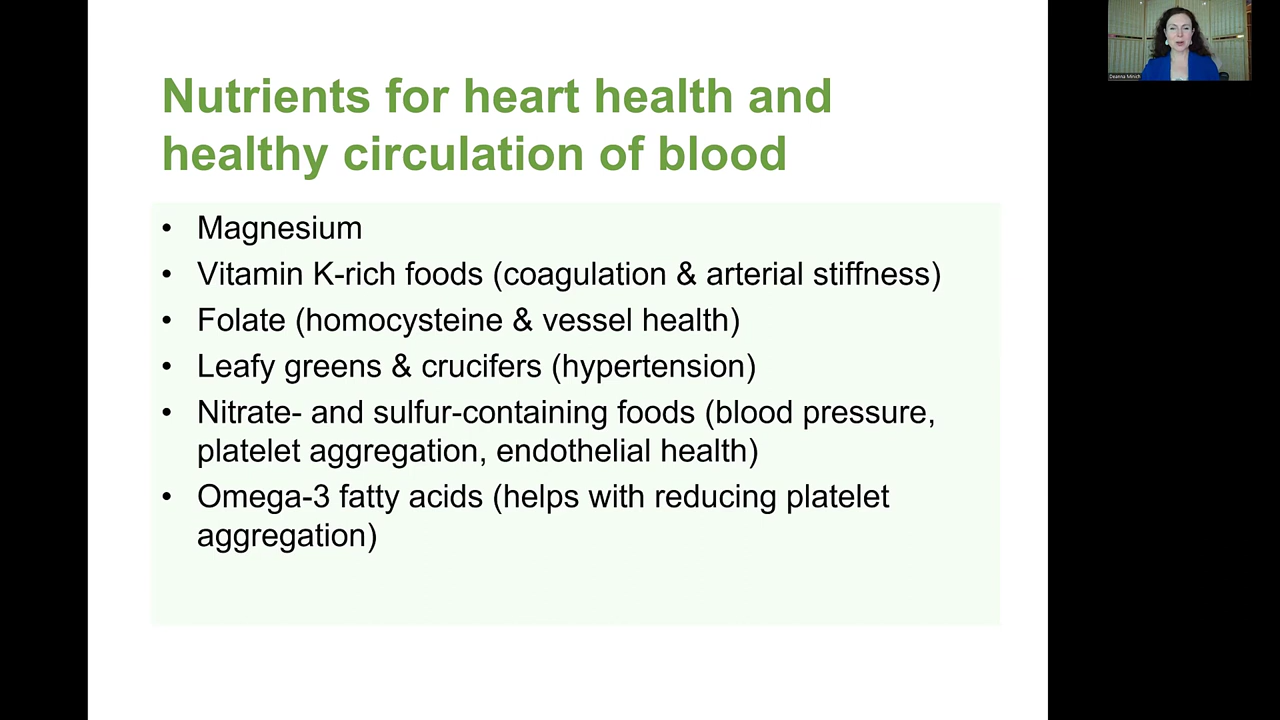 Nutrients for heart health and
healthy circulation of blood
• Magnesium
• Vitamin K-rich foods (coagulation & arterial stiffness)
• Folate (homocysteine & vessel health)
• Leafy greens & crucifers (hypertension)
• Nitrate- and sulfur-containing foods (blood pressure,
platelet aggregation, endothelial health)
• Omega-3 fatty acids (helps with reducing platelet
aggregation)
Deanna Minich